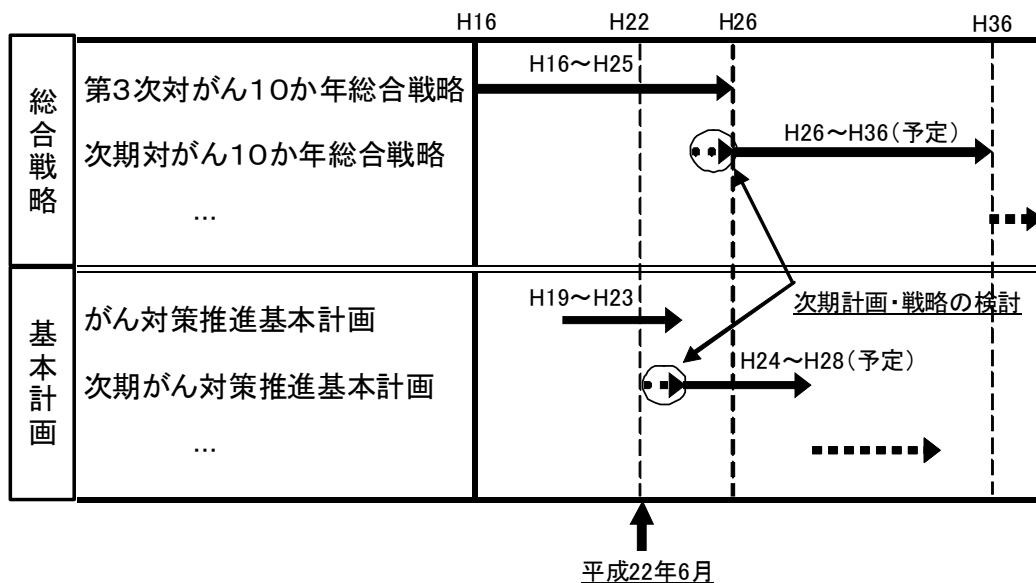 H16 H22 H26 H36
総合戦略
第3次対がん10か年総合戦略
H16～H25
次期対がん10か年総合戦略
H26～H36(予定)
…
基本計画
がん対策推進基本計画
H19～H23
次期計画・戦略の検討
次期がん対策推進基本計画
H24～H28(予定)
…
平成22年6月